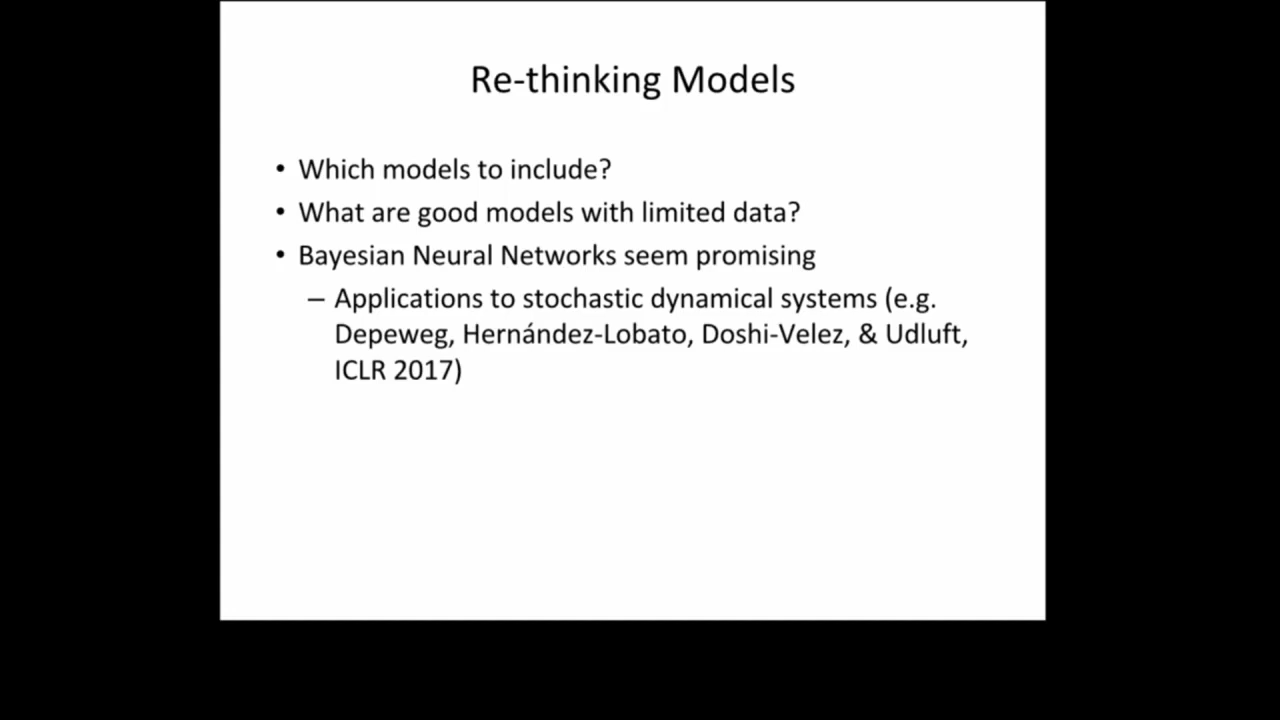 Re-thinking Models
• Which models to include?
• What are good models with limited data?
• Bayesian Neural Networks seem promising
– Applications to stochastic dynamical systems (e.g.
Depeweg, Hernández-Lobato, Doshi-Velez, & Udluft,
ICLR 2017)